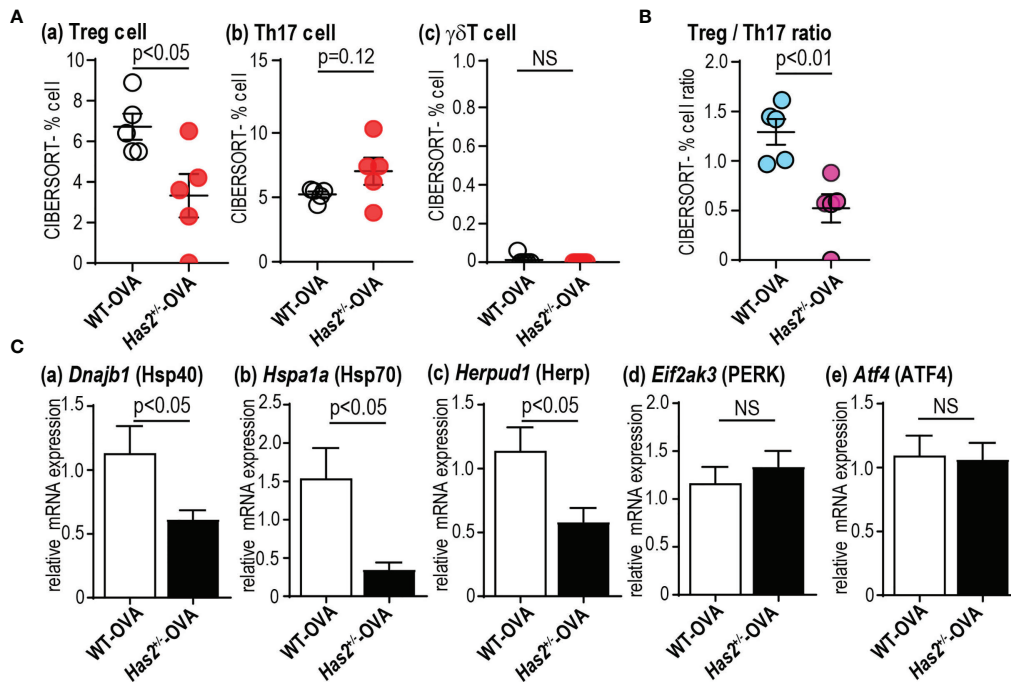 A
(a) Treg cell
p<0.05
CIBERSORT- % cell
10
8
6
4
2
0
WT-OVA
Has2+/--OVA
(b) Th17 cell
p=0.12
CIBERSORT- % cell
15
10
5
0
WT-OVA
Has2+/--OVA
(c) γδT cell
NS
CIBERSORT- % cell
1.0
0.8
0.6
0.4
0.2
0
WT-OVA
Has2+/--OVA
B
Treg / Th17 ratio
p<0.01
CIBERSORT- % cell ratio
2.0
1.5
1.0
0.5
0
WT-OVA
Has2+/--OVA
C
(a) Dnajb1 (Hsp40)
p<0.05
relative mRNA expression
1.5
1.0
0.5
0
WT-OVA
Has2+/--OVA
(b) Hspa1a (Hsp70)
p<0.05
relative mRNA expression
2.5
2.0
1.5
1.0
0.5
0
WT-OVA
Has2+/--OVA
(c) Herpud1 (Herp)
p<0.05
relative mRNA expression
1.5
1.0
0.5
0
WT-OVA
Has2+/--OVA
(d) Eif2ak3 (PERK)
NS
relative mRNA expression
2.0
1.5
1.0
0.5
0
WT-OVA
Has2+/--OVA
(e) Atf4 (ATF4)
NS
relative mRNA expression
1.5
1.0
0.5
0
WT-OVA
Has2+/--OVA